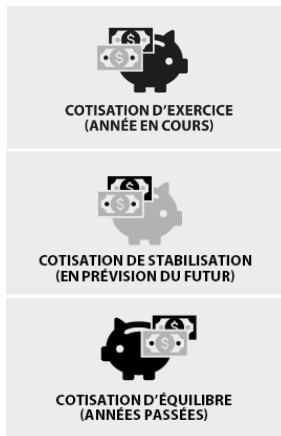 COTISATION D'EXERCICE
(ANNÉE EN COURS)
COTISATION DE STABILISATION
(EN PRÉVISION DU FUTUR)
COTISATION D'ÉQUILIBRE
(ANNÉES PASSÉES)